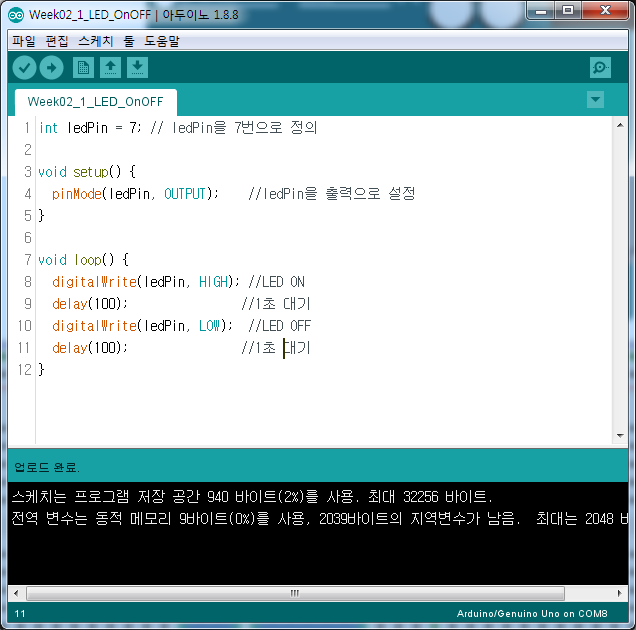 Week02_1_LED_OnOFF | 아두이노 1.8.8
파일 편집 스케치 툴 도움말
Week02_1_LED_OnOFF
1 int ledPin = 7; // ledPin을 7번으로 정의
2
3 void setup() {
4   pinMode(ledPin, OUTPUT);    //ledPin을 출력으로 설정
5 }
6
7 void loop() {
8   digitalWrite(ledPin, HIGH); //LED ON
9   delay(100);                //1초 대기
10   digitalWrite(ledPin, LOW);  //LED OFF
11   delay(100);                //1초 대기
12 }
업로드 완료.
스케치는 프로그램 저장 공간 940 바이트(2%)를 사용. 최대 32256 바이트.
전역 변수는 동적 메모리 9바이트(0%)를 사용, 2039바이트의 지역변수가 남음.  최대는 2048
11
Arduino/Genuino Uno on COM8